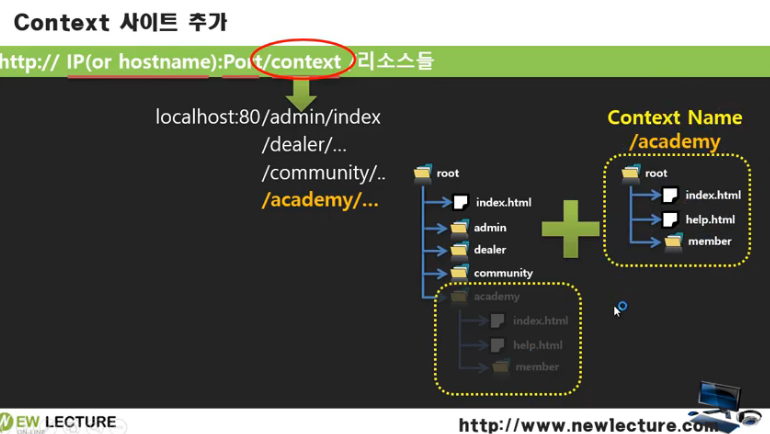 Context 사이트 추가
http:// IP(or hostname):Port/context /리소스들
localhost:80/admin/index
/dealer/...
/community/..
/academy/...
Context Name
/academy
root
index.html
admin
dealer
community
academy
index.html
help.html
member
root
index.html
help.html
member
NEW LECTURE
ON-LINE
http://www.newlecture.com